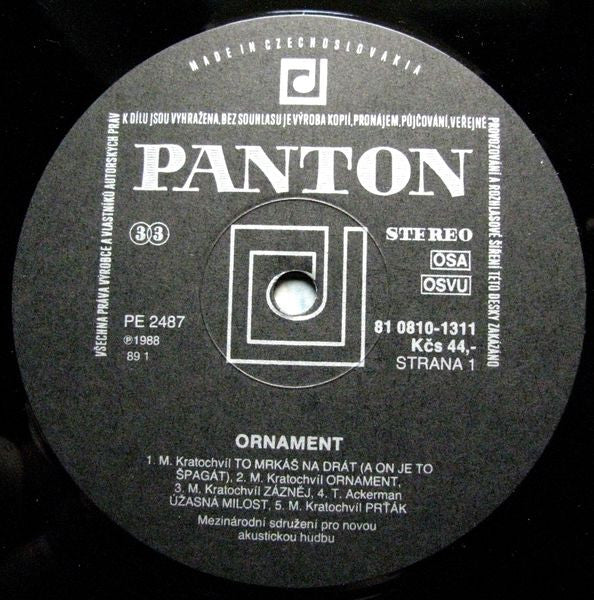 MADE IN CZECHOSLOVAKIA
VŠECHNA PRÁVA VÝROBCE A VLASTNÍKŮ AUTORSKÝCH PRÁV
K DÍLU JSOU VYHRAŽENA. BEZ SOUHLASU JE VÝROBA KOPIÍ, PRONÁJEM, PŮJČOVÁNÍ, VEŘEJNÉ
PROVOZOVÁNÍ A ROZHLASOVÉ ŠÍŘENÍ TÉTO DESKY ZAKÁZÁNO
PANTON
33
STEREO
OSA
OSVU
PE 2487
Ⓟ1988
89 1
81 0810-1311
Kčs 44,-
STRANA 1
ORNAMENT
1. M. Kratochvíl TO MRKÁŠ NA DRÁT (A ON JE TO
ŠPAGÁT), 2. M. Kratochvíl ORNAMENT,
3. M. Kratochvíl ZÁZNĚJ, 4. T. Ackerman
ÚŽASNÁ MILOST, 5. M. Kratochvíl PRŤÁK
Mezinárodní sdružení pro novou
akustickou hudbu